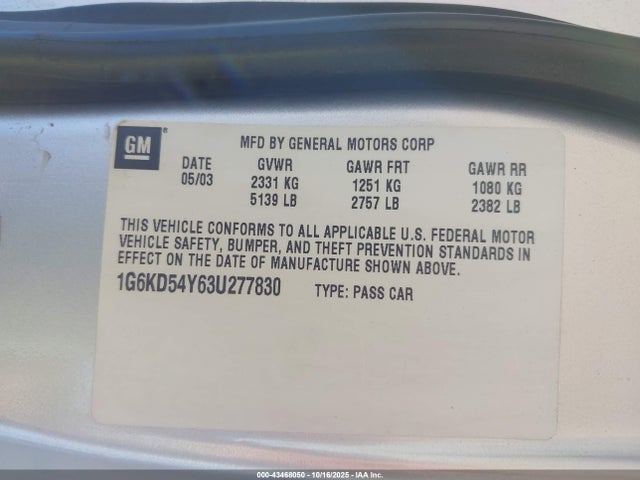 GM ®
MFD BY GENERAL MOTORS CORP
DATE GVWR GAWR FRT GAWR RR
05/03 2331 KG 1251 KG 1080 KG
5139 LB 2757 LB 2382 LB
THIS VEHICLE CONFORMS TO ALL APPLICABLE U.S. FEDERAL MOTOR
VEHICLE SAFETY, BUMPER, AND THEFT PREVENTION STANDARDS IN
EFFECT ON THE DATE OF MANUFACTURE SHOWN ABOVE.
1G6KD54Y63U277830 TYPE: PASS CAR
000-43468050 - 10/16/2025 - IAA Inc.